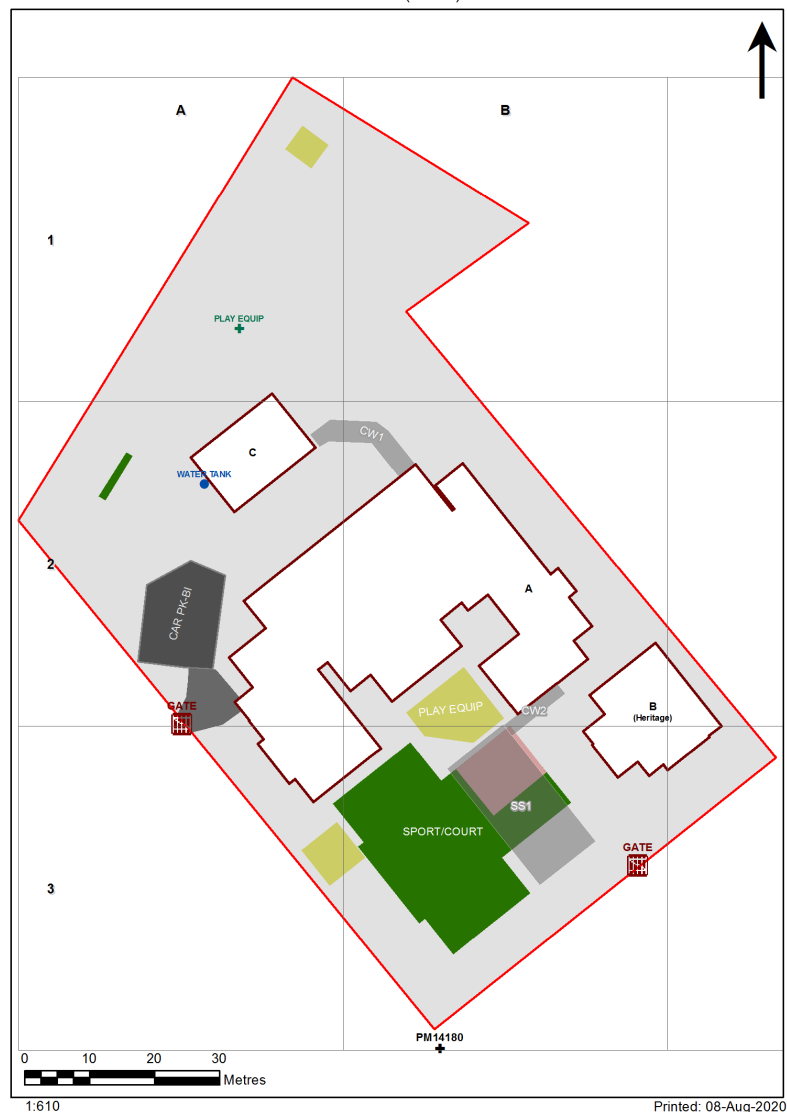 A
B
1
PLAY EQUIP
CW1
C
WATER TANK
2
A
CAR PK-BI
GATE
PLAY EQUIP
CW2
B
(Heritage)
SS1
SPORT/COURT
GATE
3
PM14180
0 10 20 30
Metres
1:610
Printed: 08-Aug-2020